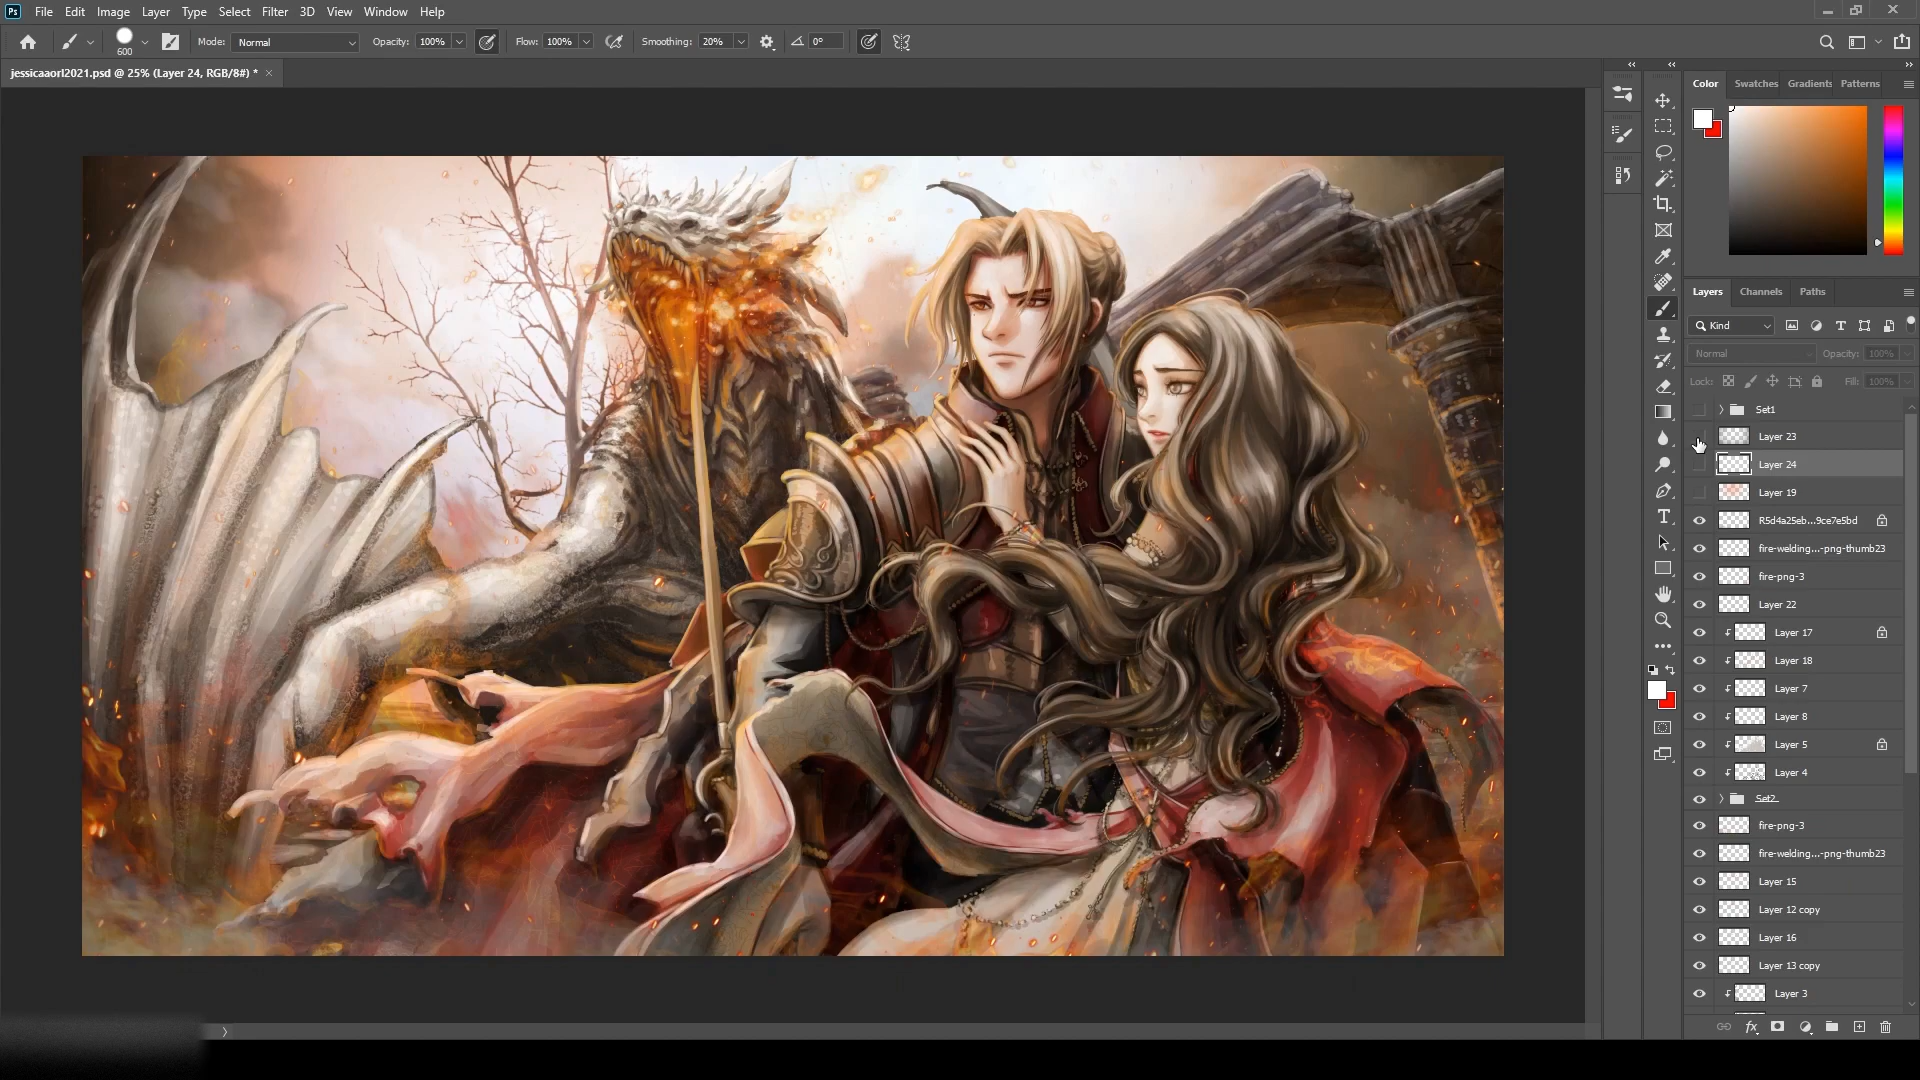 Ps File Edit Image Layer Type Select Filter 3D View Window Help
600 Mode: Normal Opacity: 100% Flow: 100% Smoothing: 20% 0°
jessicaaorl2021.psd @ 25% (Layer 24, RGB/8#) * ×
Color Swatches Gradients Patterns
Layers Channels Paths
Kind
Normal Opacity: 100%
Lock: Fill: 100%
Set1
Layer 23
Layer 24
Layer 19
R5d4a25eb...9ce7e5bd
fire-welding...-png-thumb23
fire-png-3
Layer 22
Layer 17
Layer 18
Layer 7
Layer 8
Layer 5
Layer 4
Set2
fire-png-3
fire-welding...-png-thumb23
Layer 15
Layer 12 copy
Layer 16
Layer 13 copy
Layer 3
fx